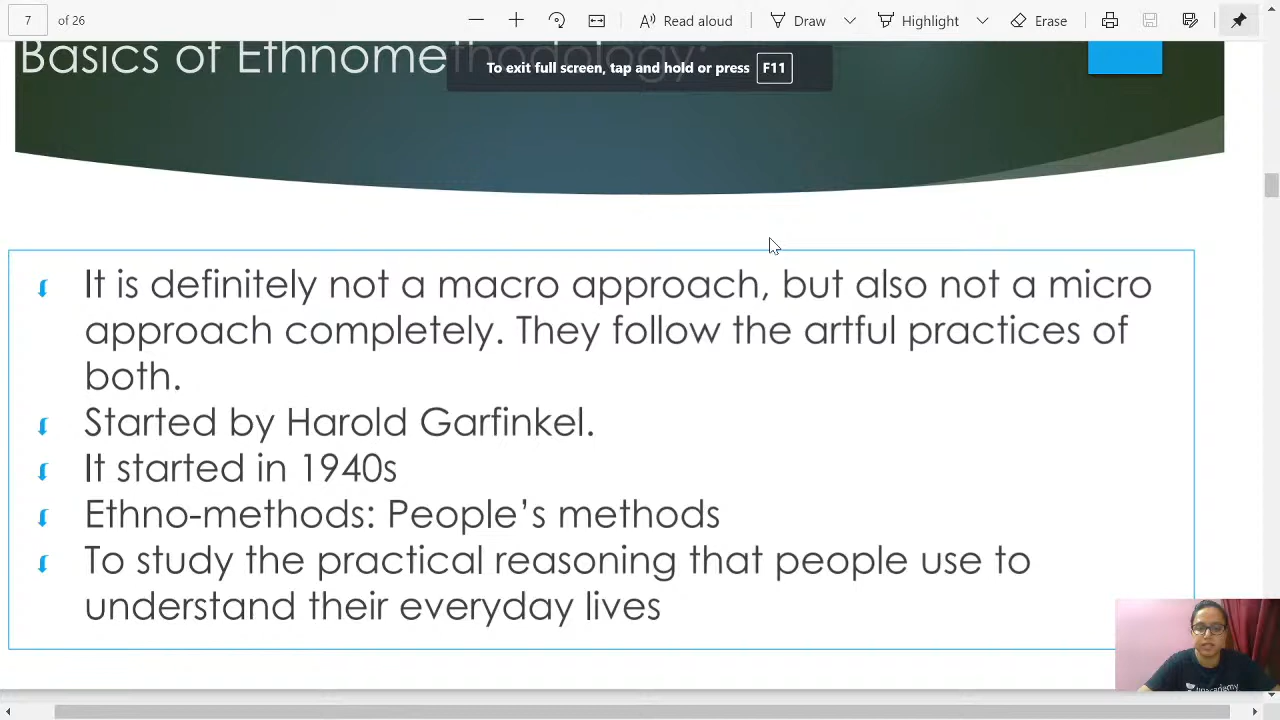 7 of 26 Read aloud Draw Highlight Erase
Basics of Ethnomethodology:
To exit full screen, tap and hold or press F11
It is definitely not a macro approach, but also not a micro
approach completely. They follow the artful practices of
both.
Started by Harold Garfinkel.
It started in 1940s
Ethno-methods: People’s methods
To study the practical reasoning that people use to
understand their everyday lives